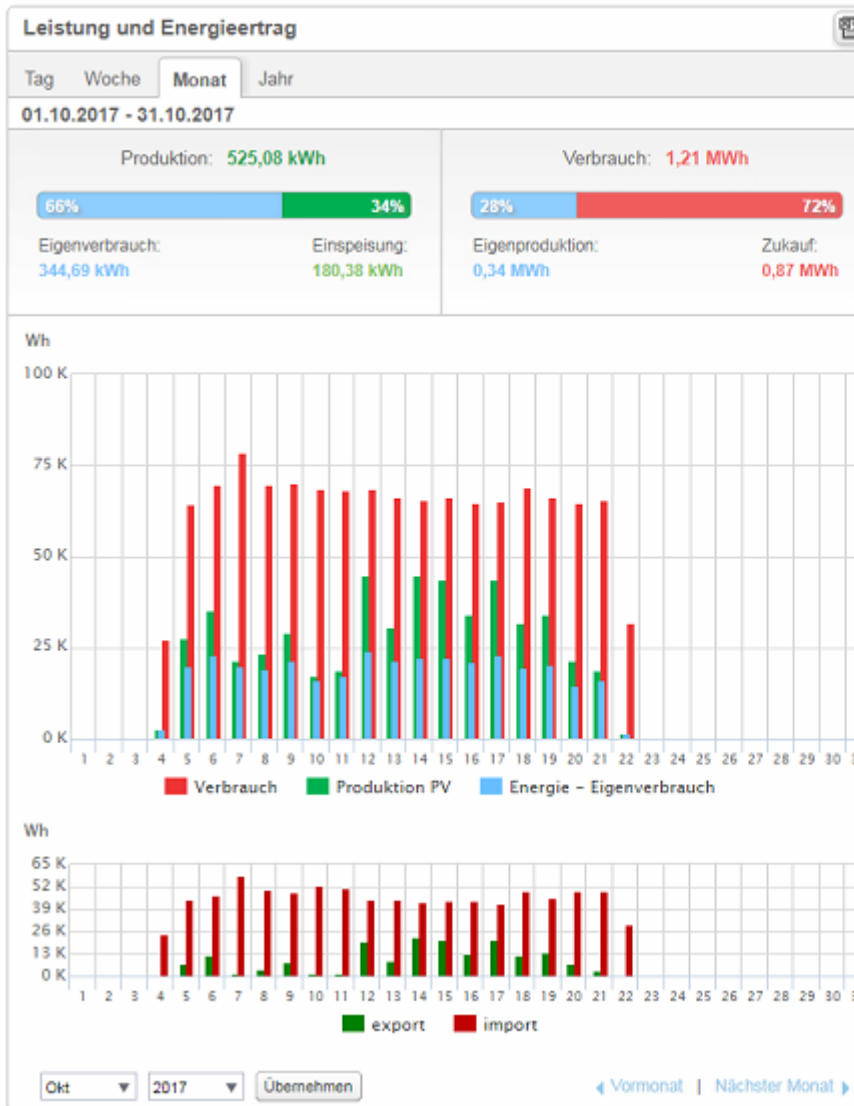 Leistung und Energieertrag
Tag Woche Monat Jahr
01.10.2017 - 31.10.2017
Produktion: 525,08 kWh
Verbrauch: 1,21 MWh
66% 34%
28% 72%
Eigenverbrauch: Einspeisung:
344,69 kWh 180,38 kWh
Eigenproduktion: Zukauf:
0,34 MWh 0,87 MWh
Wh
100 K
75 K
50 K
25 K
0 K
1 2 3 4 5 6 7 8 9 10 11 12 13 14 15 16 17 18 19 20 21 22 23 24 25 26 27 28 29 30
Verbrauch Produktion PV Energie – Eigenverbrauch
Wh
65 K
52 K
39 K
26 K
13 K
0 K
1 2 3 4 5 6 7 8 9 10 11 12 13 14 15 16 17 18 19 20 21 22 23 24 25 26 27 28 29 30
export import
Okt 2017 Übernehmen Vormonat | Nächster Monat